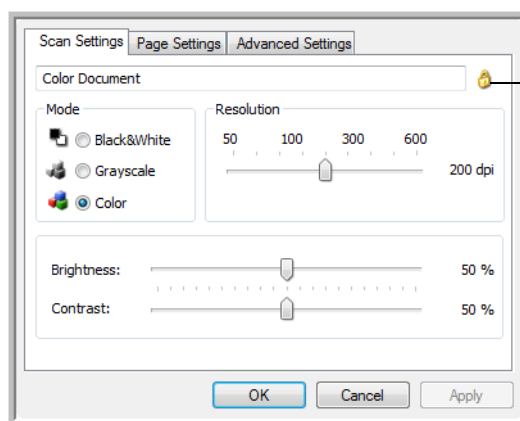 Scan Settings Page Settings Advanced Settings
Color Document
Mode
Black&White
Grayscale
Color
Resolution
50 100 300 600
200 dpi
Brightness: 50 %
Contrast: 50 %
OK Cancel Apply